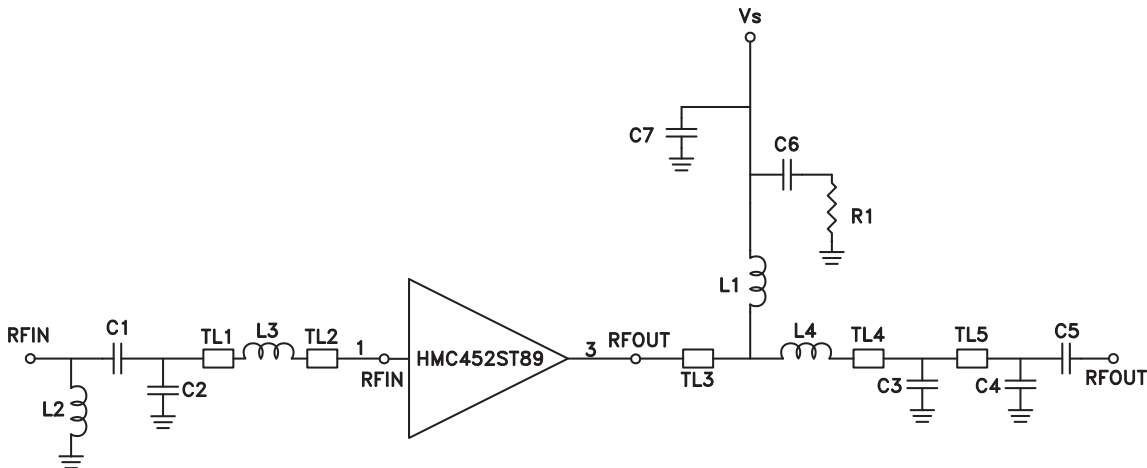 Vs
C7
C6
R1
L1
RFIN
C1
TL1
L3
TL2
1
HMC452ST89
3
RFOUT
L4
TL4
TL5
C5
L2
C2
RFIN
TL3
C3
C4
RFOUT